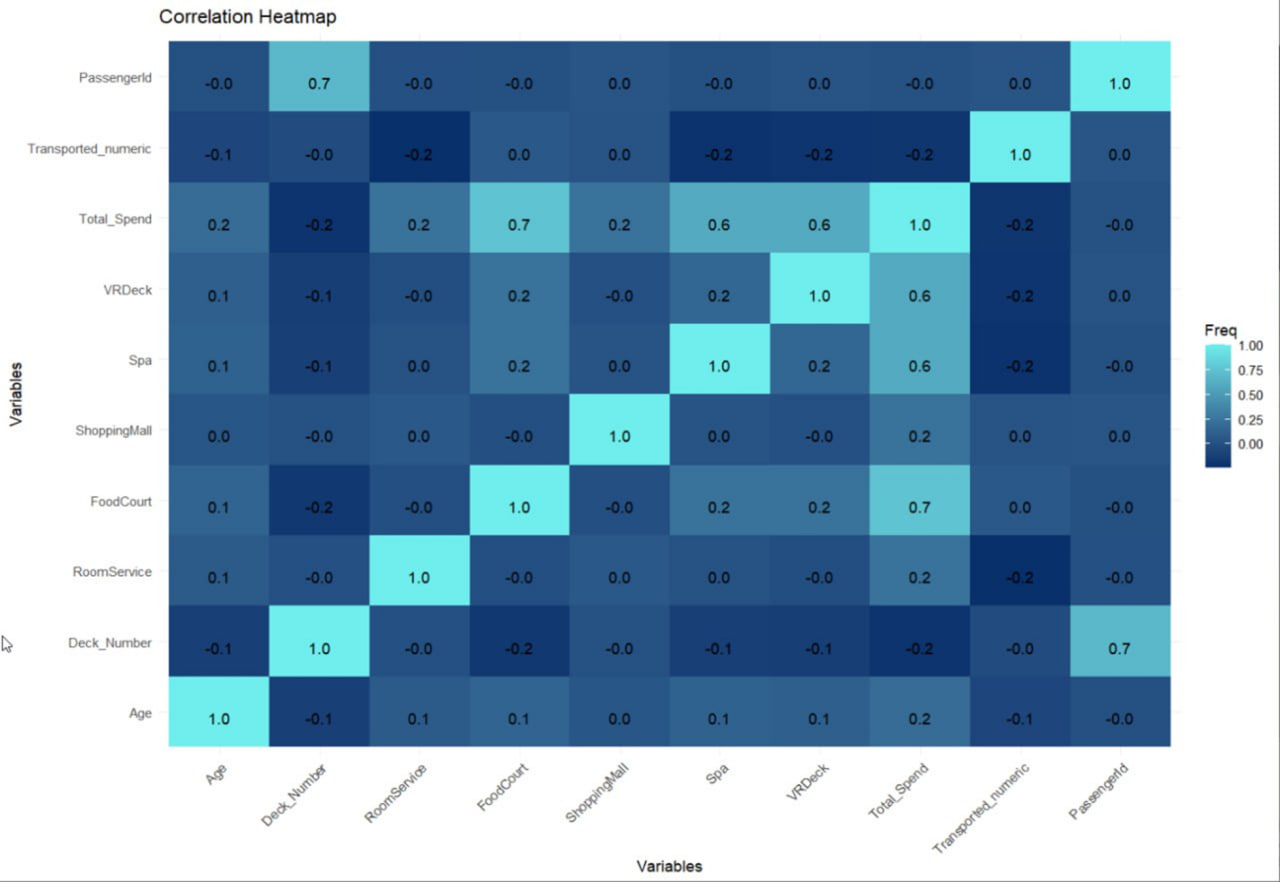 Correlation Heatmap
PassengerId -0.0 0.7 -0.0 -0.0 0.0 -0.0 0.0 -0.0 0.0 1.0
Transported_numeric -0.1 -0.0 -0.2 0.0 0.0 -0.2 -0.2 -0.2 1.0 0.0
Total_Spend 0.2 -0.2 0.2 0.7 0.2 0.6 0.6 1.0 -0.2 -0.0
VRDeck 0.1 -0.1 -0.0 0.2 -0.0 0.2 1.0 0.6 -0.2 0.0
Spa 0.1 -0.1 0.0 0.2 0.0 1.0 0.2 0.6 -0.2 -0.0
ShoppingMall 0.0 -0.0 0.0 -0.0 1.0 0.0 -0.0 0.2 0.0 0.0
FoodCourt 0.1 -0.2 -0.0 1.0 -0.0 0.2 0.2 0.7 0.0 -0.0
RoomService 0.1 -0.0 1.0 -0.0 0.0 0.0 -0.0 0.2 -0.2 -0.0
Deck_Number -0.1 1.0 -0.0 -0.2 -0.0 -0.1 -0.1 -0.2 -0.0 0.7
Age 1.0 -0.1 0.1 0.1 0.0 0.1 0.1 0.2 -0.1 -0.0
Age Deck_Number RoomService FoodCourt ShoppingMall Spa VRDeck Total_Spend Transported_numeric PassengerId
Variables
Variables
Freq
1.00
0.75
0.50
0.25
0.00